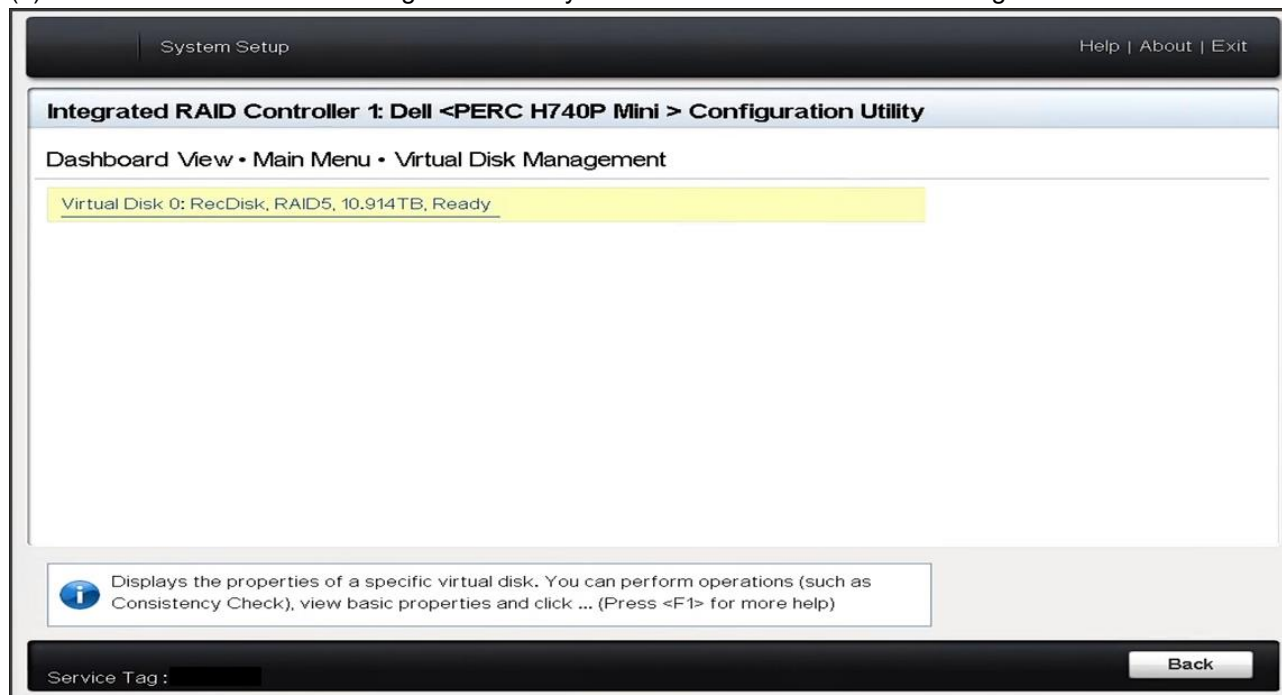 System Setup
Help | About | Exit
Integrated RAID Controller 1: Dell <PERC H740P Mini > Configuration Utility
Dashboard View • Main Menu • Virtual Disk Management
Virtual Disk 0: RecDisk, RAID5, 10.914TB, Ready
Displays the properties of a specific virtual disk. You can perform operations (such as
Consistency Check), view basic properties and click ... (Press <F1> for more help)
Service Tag :
Back